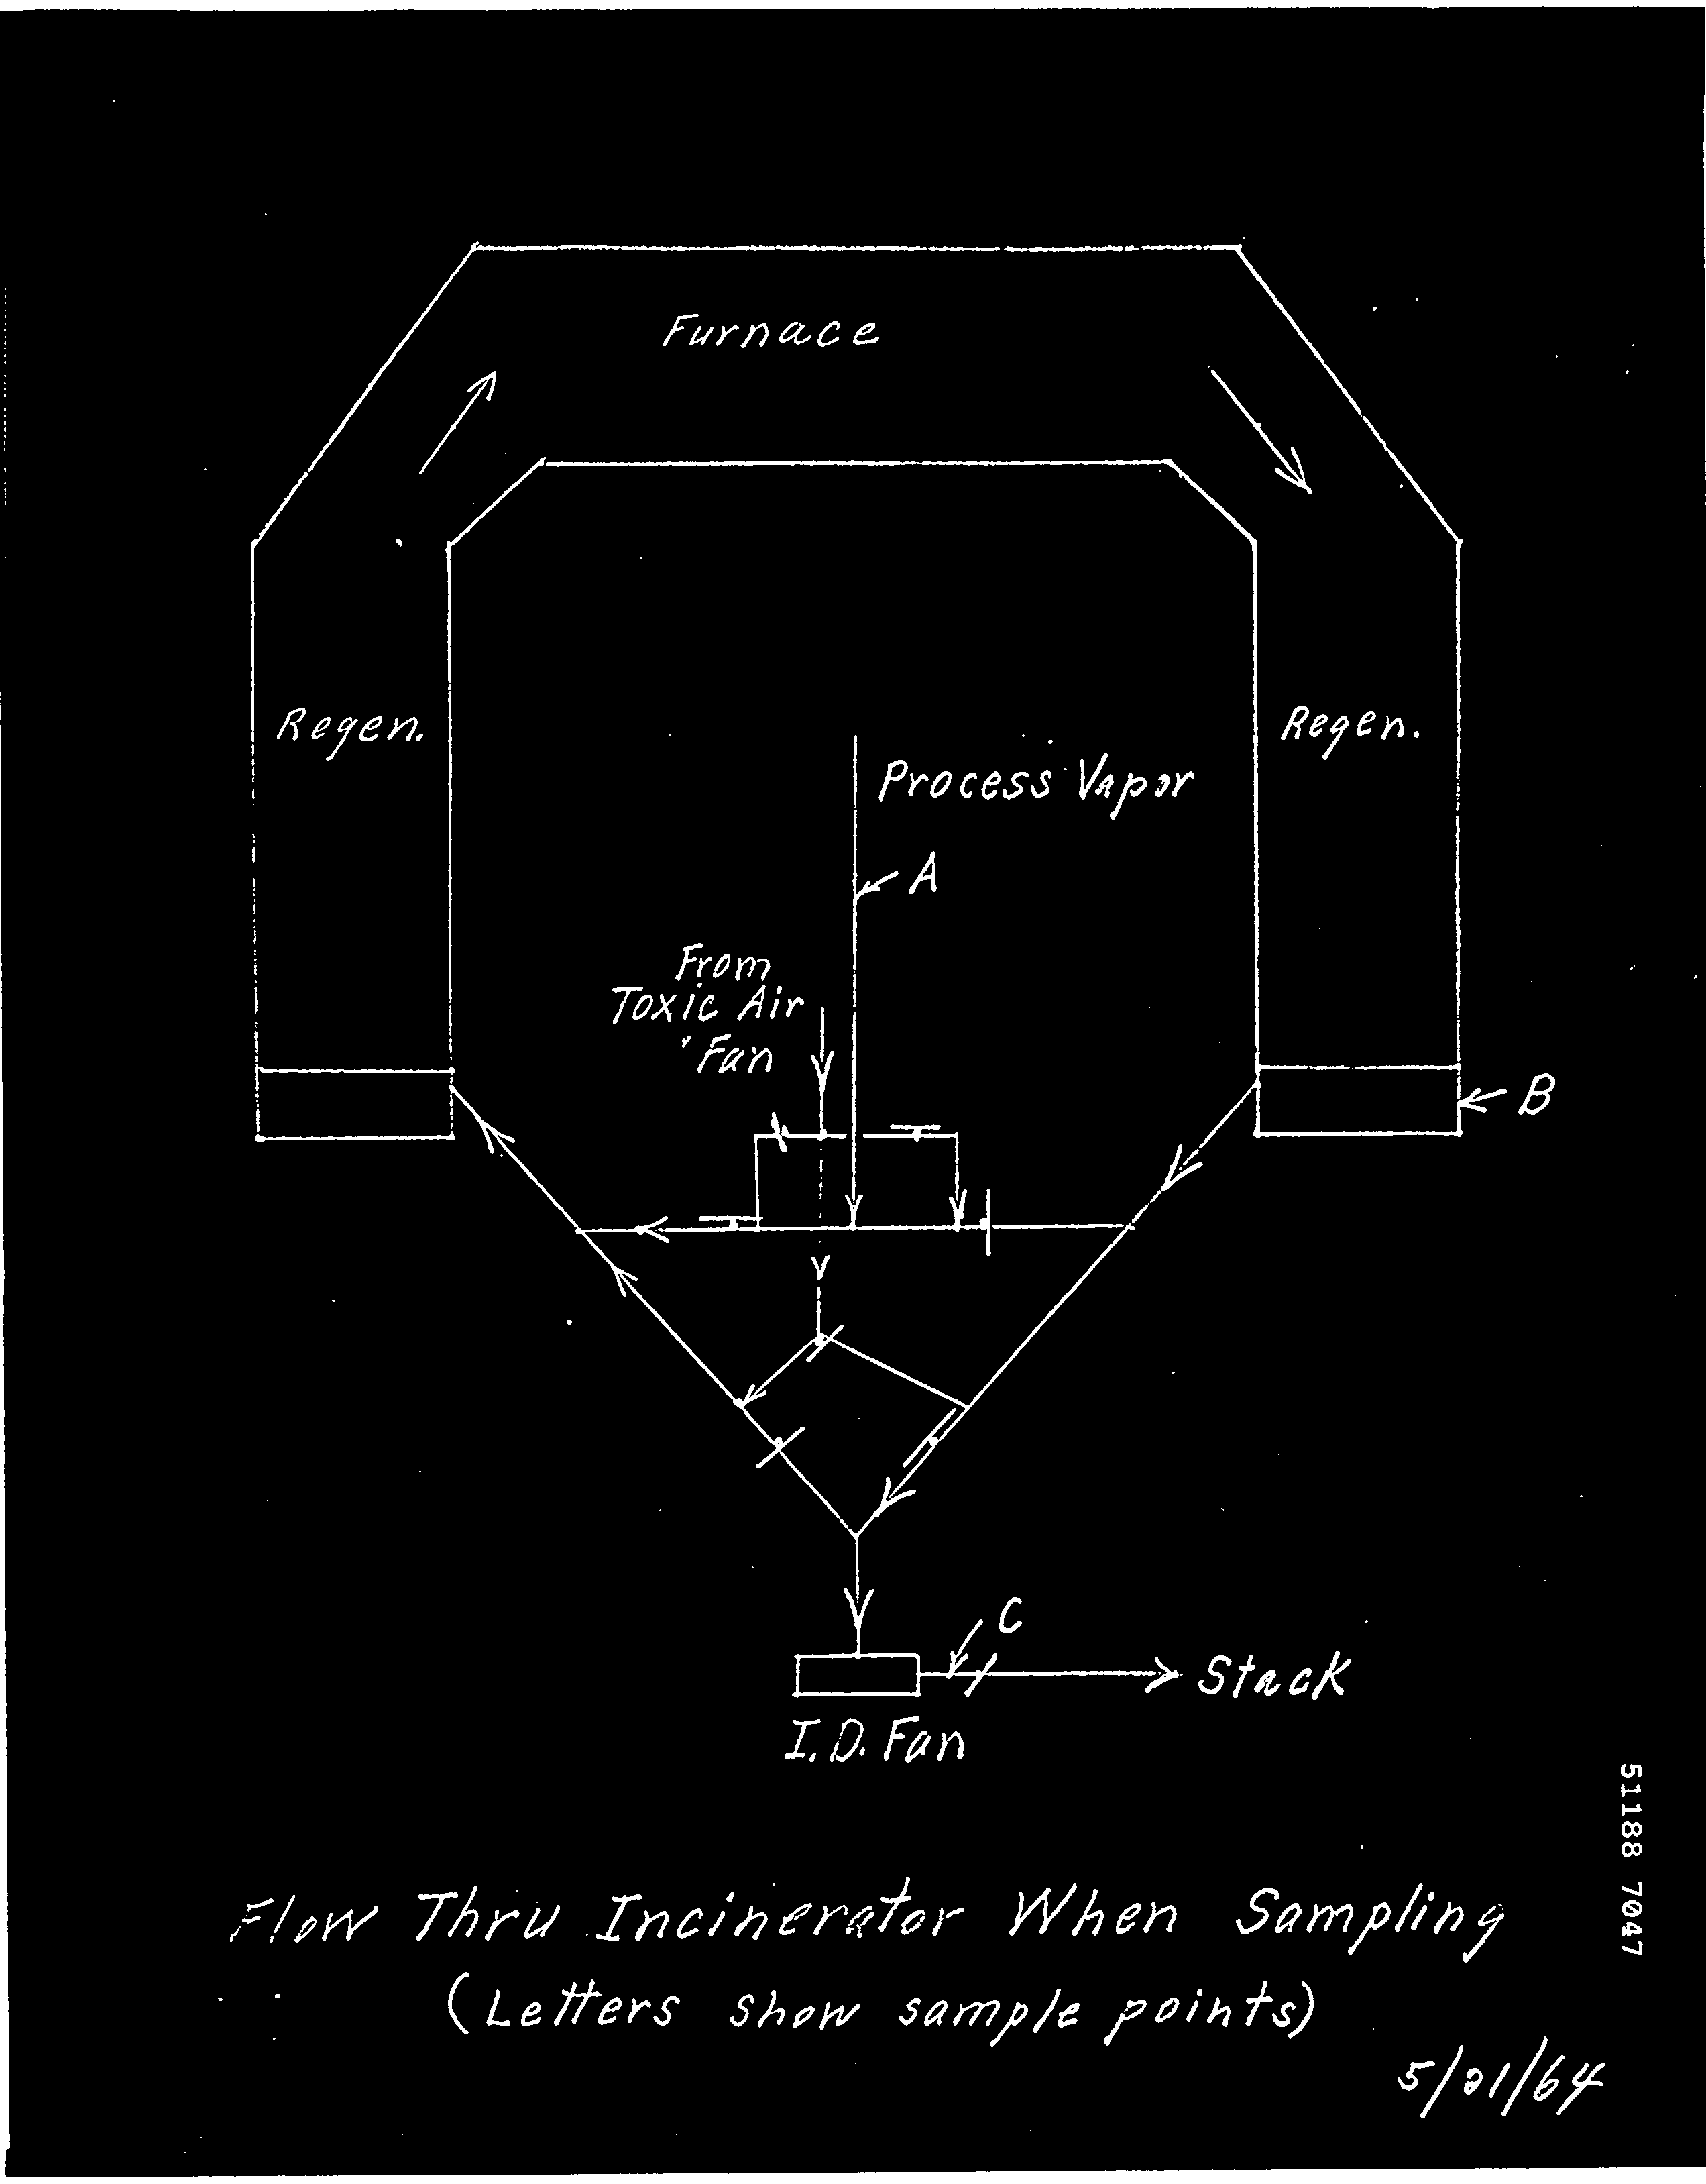 Furnace
Regen.
Regen.
Process Vapor
A
From
Toxic Air
Fan
B
C
Stack
I.D. Fan
51188 7047
Flow Thru Incinerator When Sampling
(Letters show sample points)
5/21/64